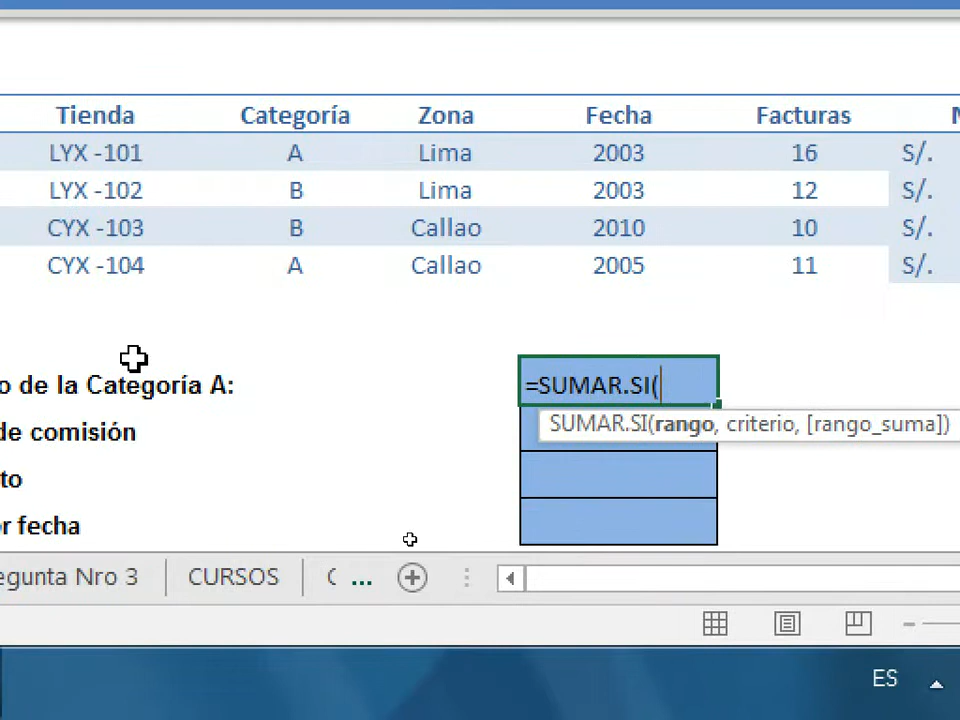 Tienda Categoría Zona Fecha Facturas
LYX -101 A Lima 2003 16 S/.
LYX -102 B Lima 2003 12 S/.
CYX -103 B Callao 2010 10 S/.
CYX -104 A Callao 2005 11 S/.
o de la Categoría A: =SUMAR.SI(
SUMAR.SI(rango, criterio, [rango_suma])
de comisión
to
or fecha
egunta Nro 3 CURSOS C ...
ES